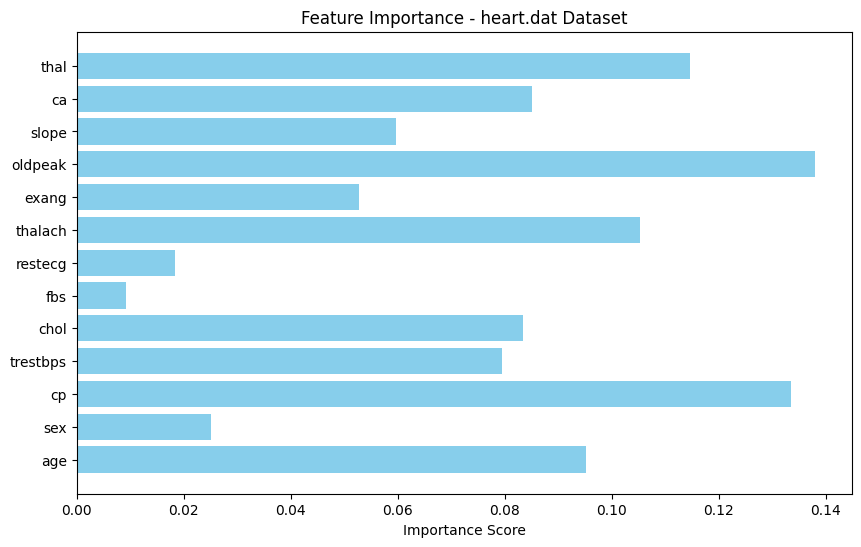 Feature Importance - heart.dat Dataset
thal
ca
slope
oldpeak
exang
thalach
restecg
fbs
chol
trestbps
cp
sex
age
0.00 0.02 0.04 0.06 0.08 0.10 0.12 0.14
Importance Score